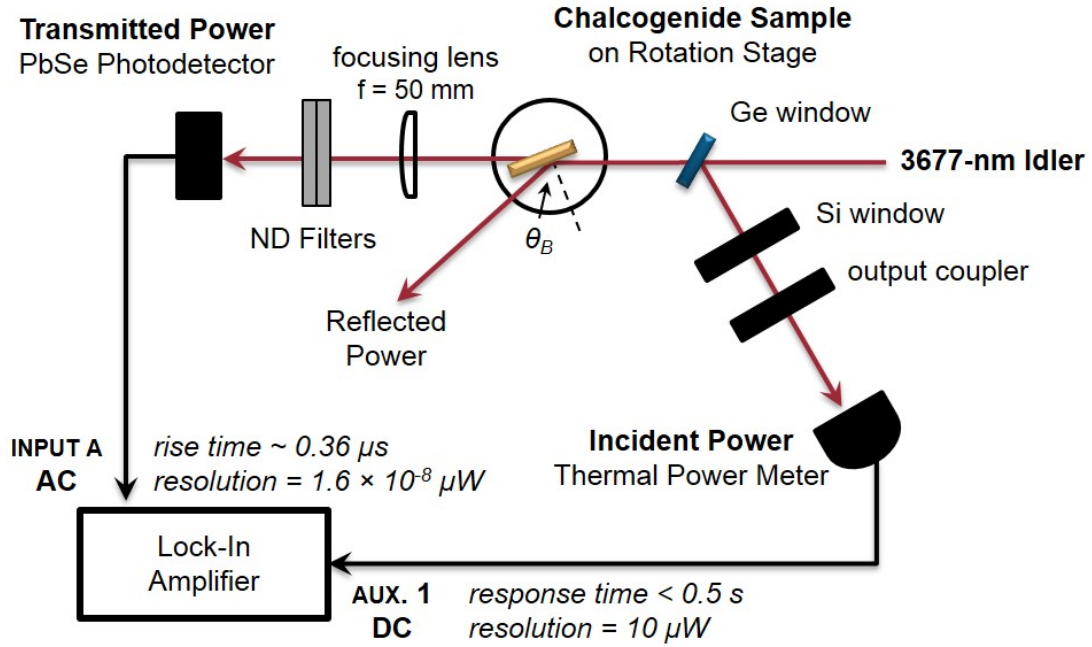 Transmitted Power
PbSe Photodetector
focusing lens
f = 50 mm
Chalcogenide Sample
on Rotation Stage
Ge window
3677-nm Idler
Si window
output coupler
ND Filters
θB
Reflected
Power
Incident Power
Thermal Power Meter
INPUT A
AC
rise time ~ 0.36 µs
resolution = 1.6 × 10-8 µW
Lock-In
Amplifier
AUX. 1
DC
response time < 0.5 s
resolution = 10 µW